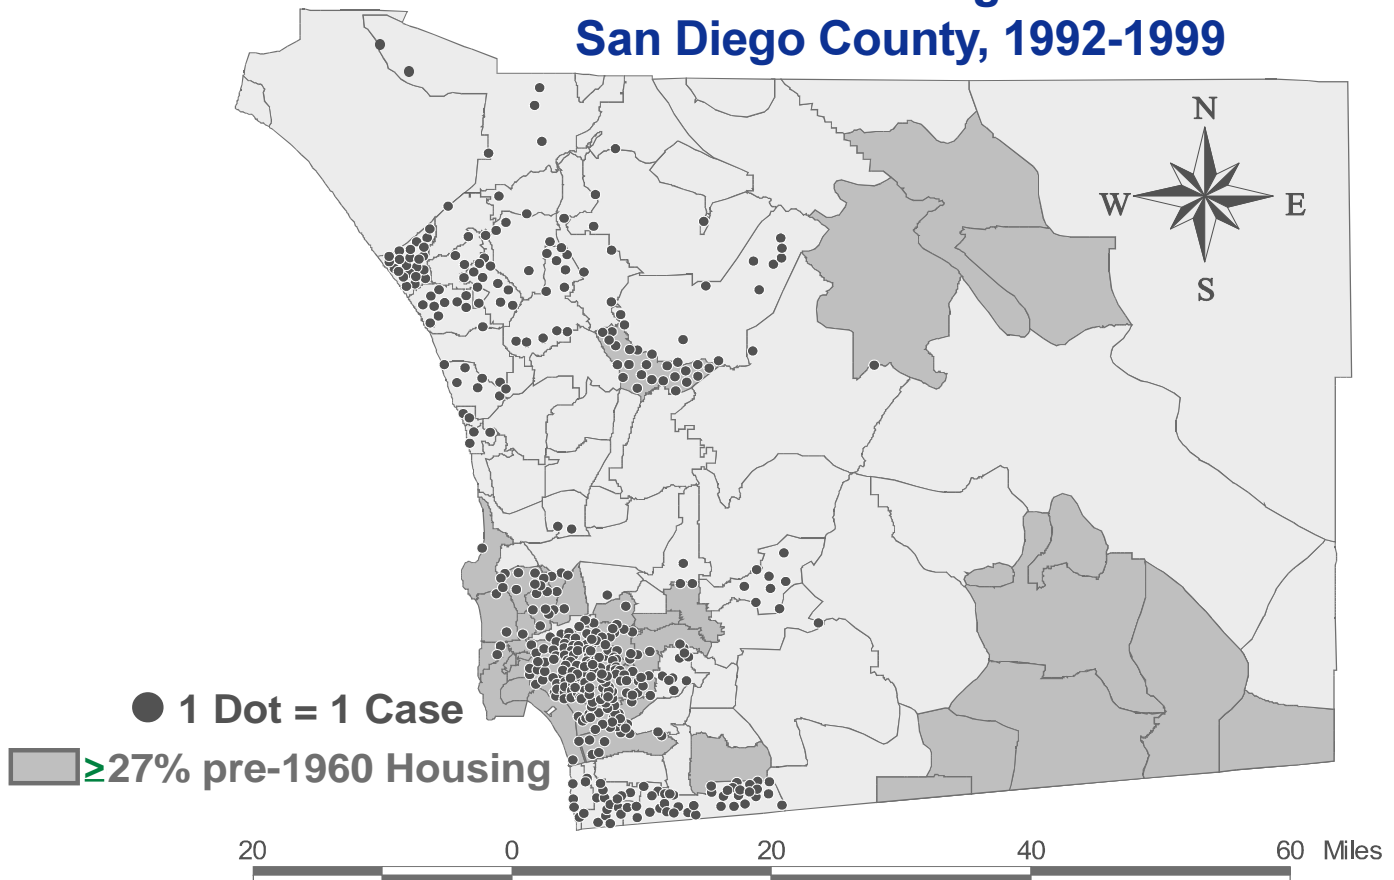 San Diego County, 1992-1999
N
W E
S
1 Dot = 1 Case
≥27% pre-1960 Housing
20 0 20 40 60 Miles